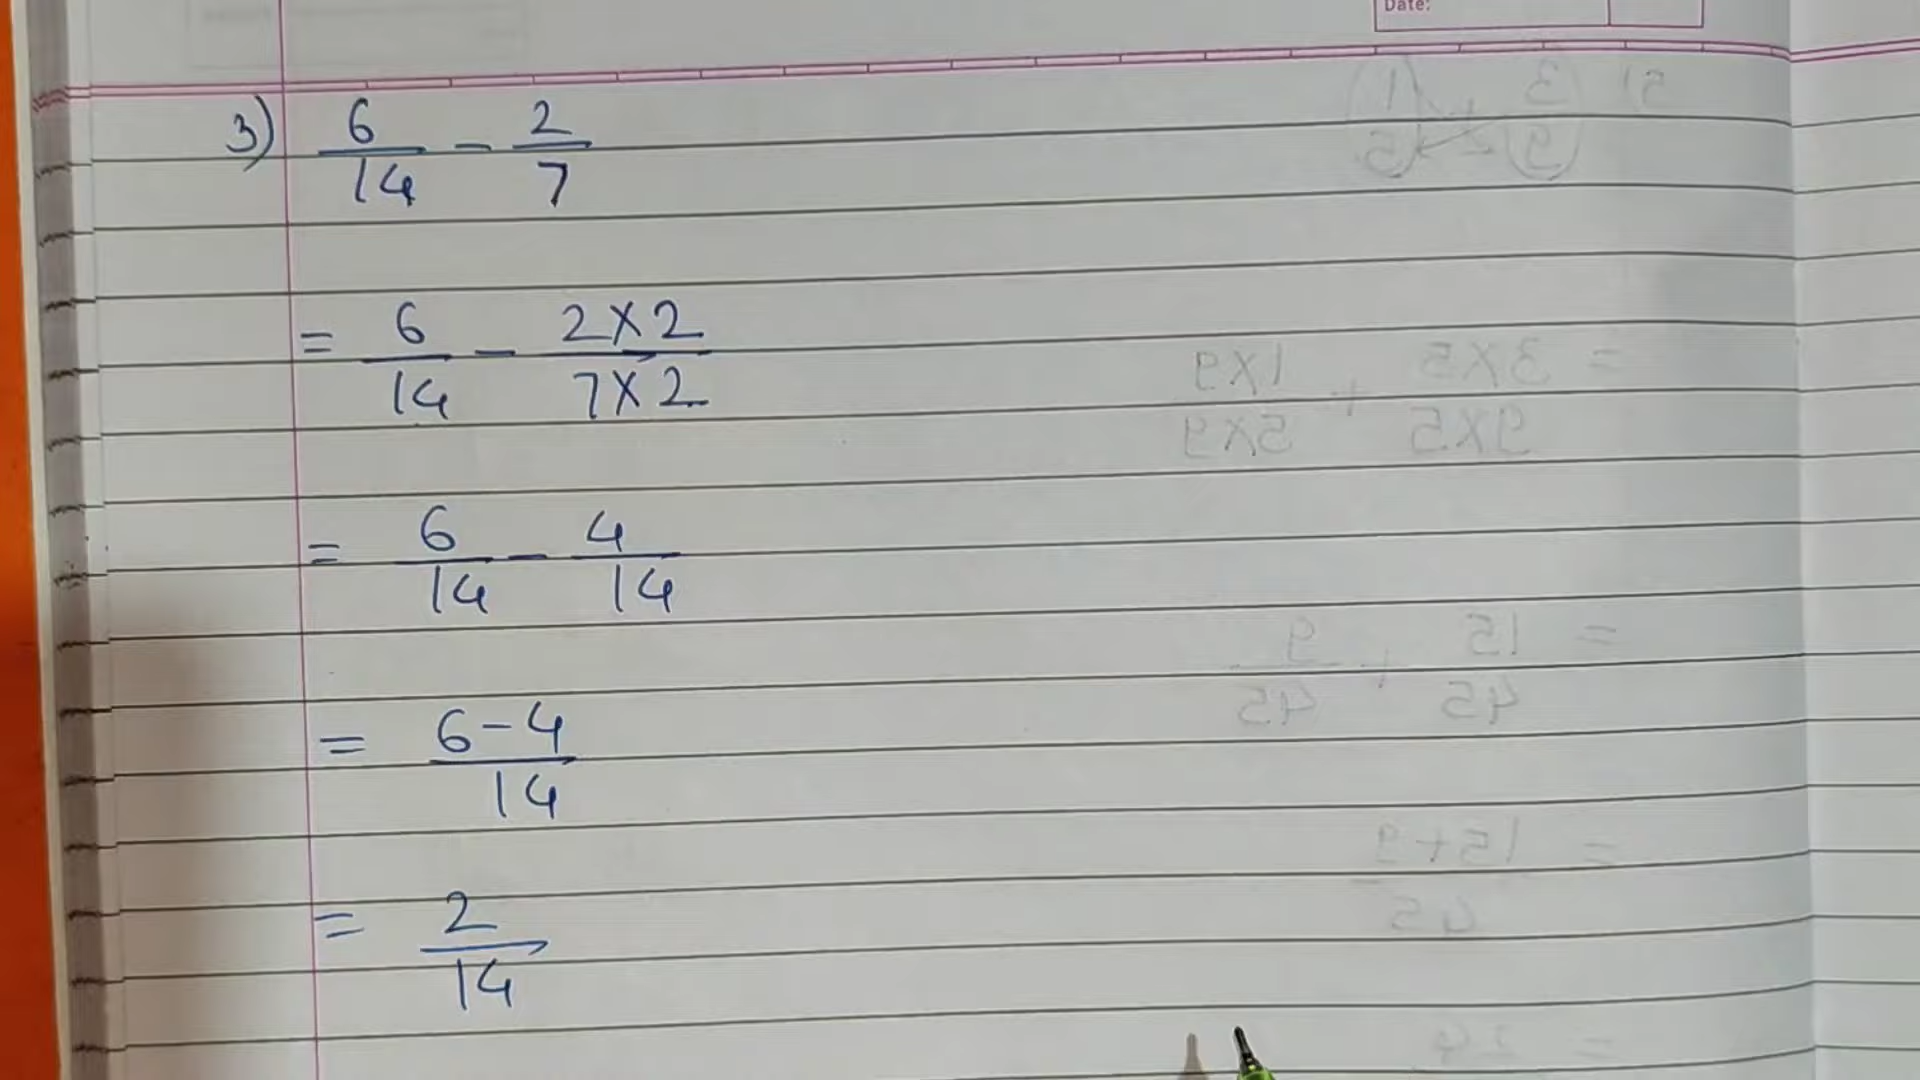 Date:
3) 6/14 - 2/7
= 6/14 - 2×2/7×2
= 6/14 - 4/14
= 6-4/14
= 2/14